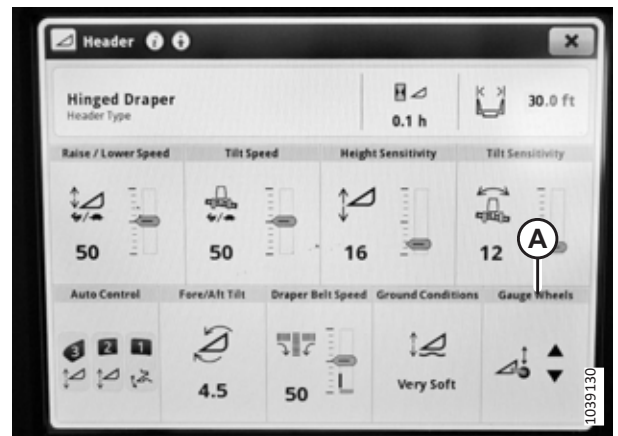 Header
Hinged Draper
Header Type
0.1 h
30.0 ft
Raise / Lower Speed
Tilt Speed
Height Sensitivity
Tilt Sensitivity
50
50
16
12
A
Auto Control
Fore/Aft Tilt
Draper Belt Speed
Ground Conditions
Gauge Wheels
3 2 1
4.5
50
Very Soft
1039130